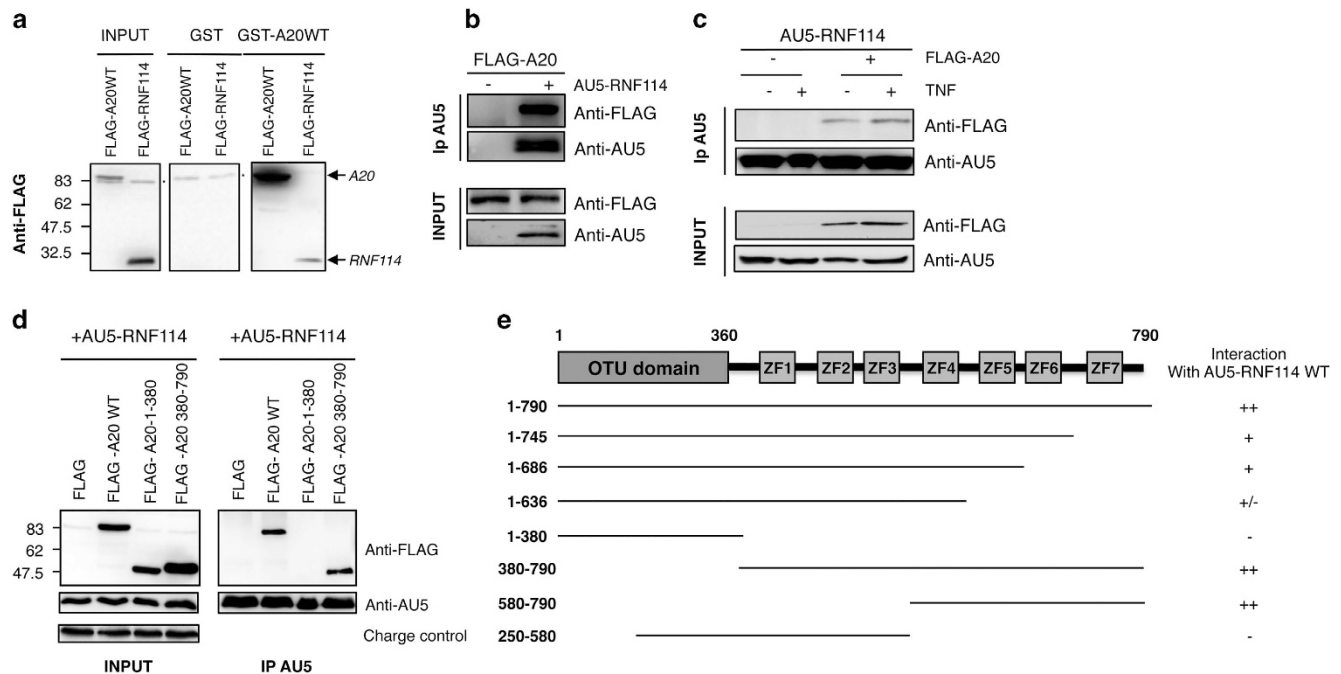 a
INPUT GST GST-A20WT
FLAG-A20WT
FLAG-RNF114
FLAG-A20WT
FLAG-RNF114
FLAG-A20WT
FLAG-RNF114
Anti-FLAG
83
62
47.5
32.5
A20
RNF114
b
FLAG-A20
- + AU5-RNF114
Ip AU5
Anti-FLAG
Anti-AU5
INPUT
Anti-FLAG
Anti-AU5
c
AU5-RNF114
- + FLAG-A20
- + - + TNF
Ip AU5
Anti-FLAG
Anti-AU5
INPUT
Anti-FLAG
Anti-AU5
d
+AU5-RNF114 +AU5-RNF114
FLAG
FLAG -A20 WT
FLAG- A20-1-380
FLAG -A20 380-790
FLAG
FLAG -A20 WT
FLAG- A20-1-380
FLAG -A20 380-790
83
62
47.5
Anti-FLAG
Anti-AU5
Charge control
INPUT IP AU5
e
1 360 790
OTU domain ZF1 ZF2 ZF3 ZF4 ZF5 ZF6 ZF7
Interaction
With AU5-RNF114 WT
1-790 ++
1-745 +
1-686 +
1-636 +/-
1-380 -
380-790 ++
580-790 ++
250-580 -